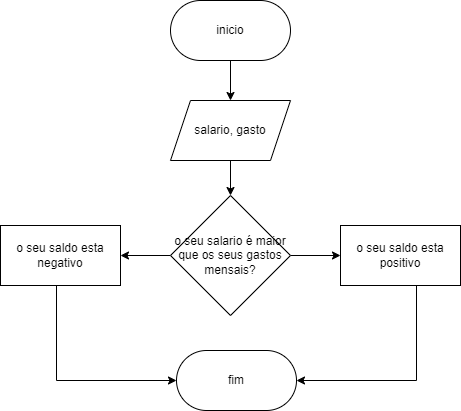 inicio
salario, gasto
o seu salario é maior
que os seus gastos
mensais?
o seu saldo esta
negativo
o seu saldo esta
positivo
fim